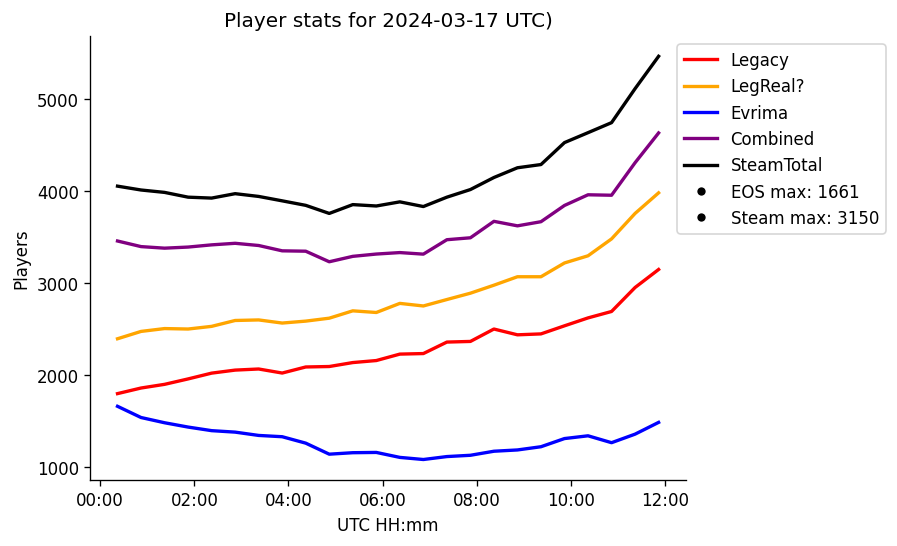 Player stats for 2024-03-17 UTC)
Legacy
LegReal?
Evrima
Combined
SteamTotal
EOS max: 1661
Steam max: 3150
Players
5000
4000
3000
2000
1000
00:00 02:00 04:00 06:00 08:00 10:00 12:00
UTC HH:mm